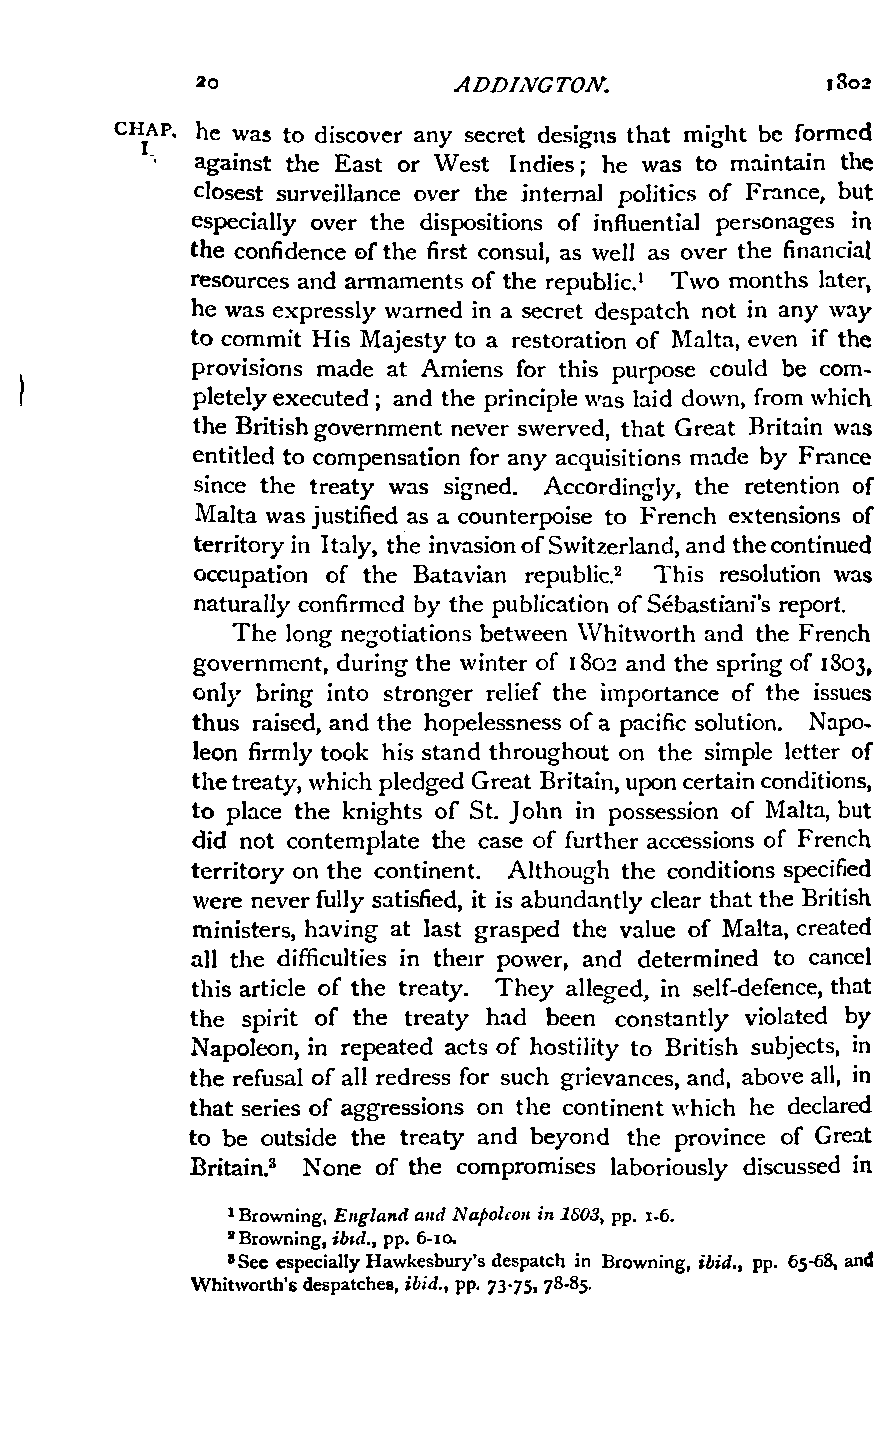 20 ADDINGTON. 1802
CHAP. he was to discover any secret designs that might be formed
I. against the East or West Indies; he was to maintain the
closest surveillance over the internal politics of France, but
especially over the dispositions of influential personages in
the confidence of the first consul, as well as over the financial
resources and armaments of the republic.¹ Two months later,
he was expressly warned in a secret despatch not in any way
to commit His Majesty to a restoration of Malta, even if the
provisions made at Amiens for this purpose could be com-
pletely executed; and the principle was laid down, from which
the British government never swerved, that Great Britain was
entitled to compensation for any acquisitions made by France
since the treaty was signed. Accordingly, the retention of
Malta was justified as a counterpoise to French extensions of
territory in Italy, the invasion of Switzerland, and the continued
occupation of the Batavian republic.² This resolution was
naturally confirmed by the publication of Sébastiani's report.
The long negotiations between Whitworth and the French
government, during the winter of 1802 and the spring of 1803,
only bring into stronger relief the importance of the issues
thus raised, and the hopelessness of a pacific solution. Napo-
leon firmly took his stand throughout on the simple letter of
the treaty, which pledged Great Britain, upon certain conditions,
to place the knights of St. John in possession of Malta, but
did not contemplate the case of further accessions of French
territory on the continent. Although the conditions specified
were never fully satisfied, it is abundantly clear that the British
ministers, having at last grasped the value of Malta, created
all the difficulties in their power, and determined to cancel
this article of the treaty. They alleged, in self-defence, that
the spirit of the treaty had been constantly violated by
Napoleon, in repeated acts of hostility to British subjects, in
the refusal of all redress for such grievances, and, above all, in
that series of aggressions on the continent which he declared
to be outside the treaty and beyond the province of Great
Britain.³ None of the compromises laboriously discussed in
¹ Browning, England and Napoleon in 1803, pp. 1-6.
² Browning, ibid., pp. 6-10.
³ See especially Hawkesbury's despatch in Browning, ibid., pp. 65-68, and
Whitworth's despatches, ibid., pp. 73-75, 78-85.